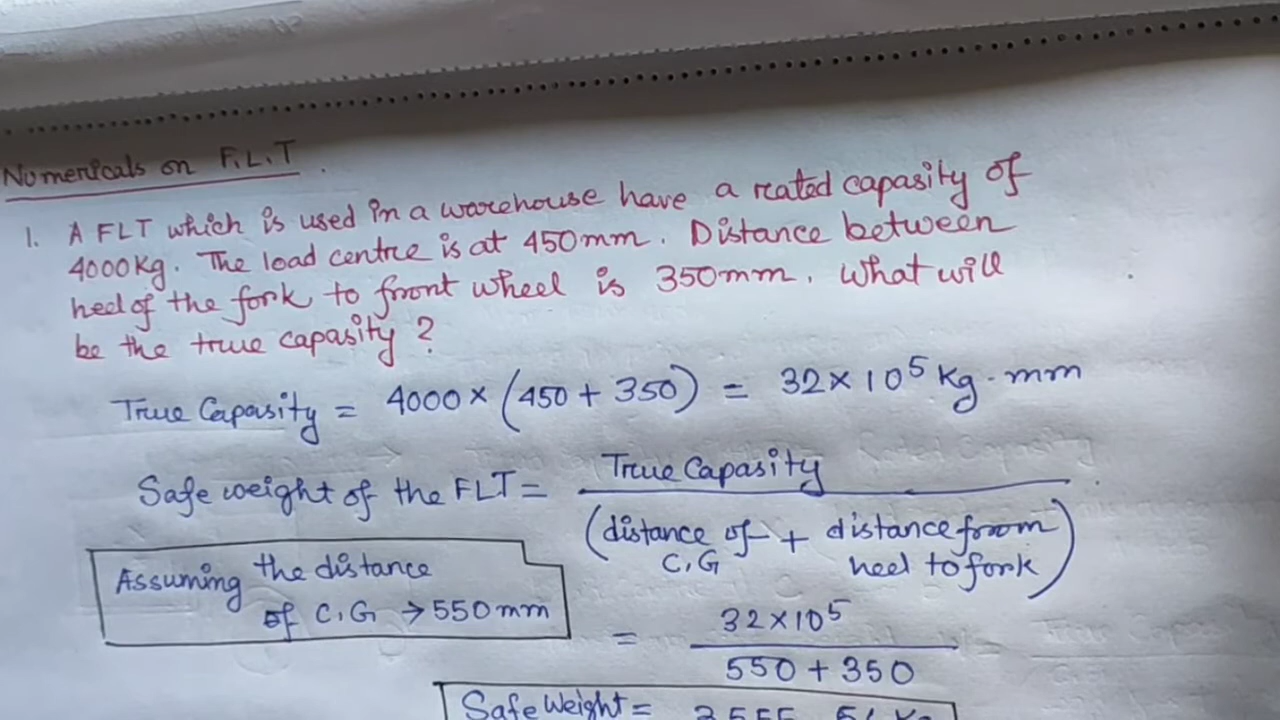 Numericals on F.L.T.
1. A FLT which is used in a warehouse have a rated capasity of
4000kg. The load centre is at 450mm. Distance between
heel of the fork to front wheel is 350mm. What will
be the true capasity?
True Capasity = 4000 × (450 + 350) = 32 × 10⁵ kg.mm
Safe weight of the FLT = True Capasity / (distance of C.G + distance from heel to fork)
Assuming the distance
of C.G → 550mm
= 32 × 10⁵ / 550 + 350
Safe Weight =